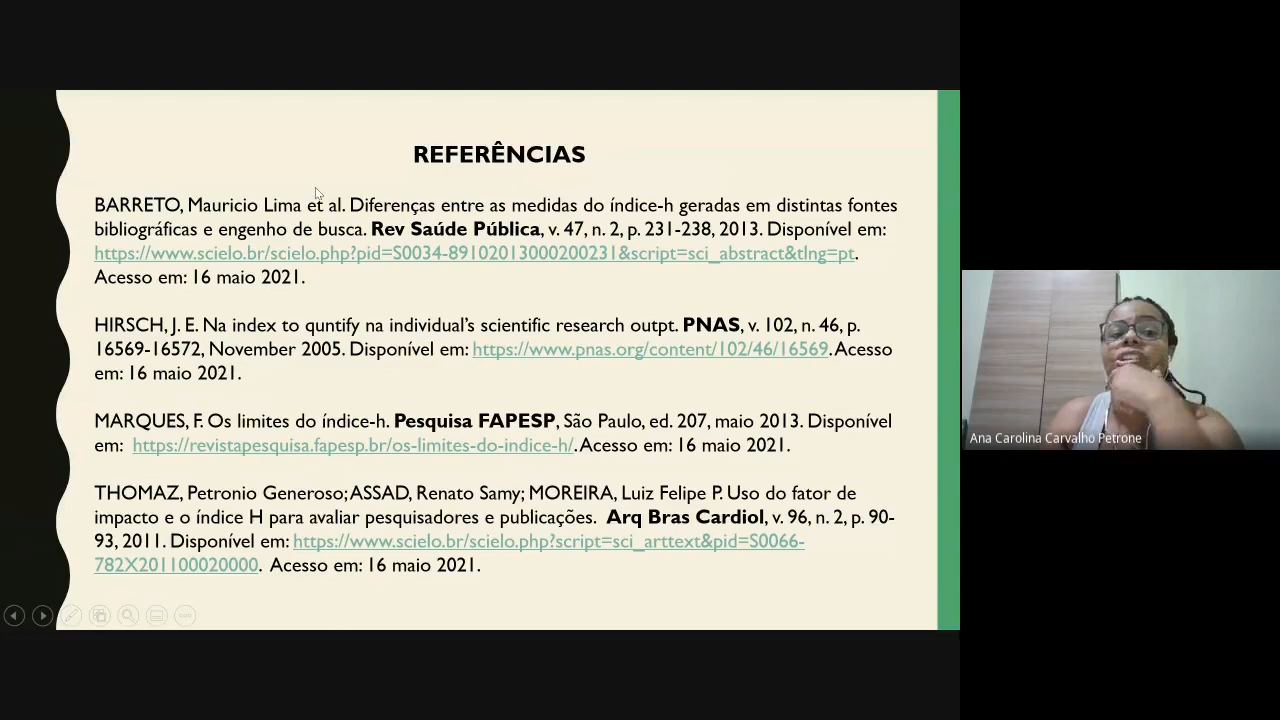 REFERÊNCIAS
BARRETO, Mauricio Lima et al. Diferenças entre as medidas do índice-h geradas em distintas fontes
bibliográficas e engenho de busca. Rev Saúde Pública, v. 47, n. 2, p. 231-238, 2013. Disponível em:
https://www.scielo.br/scielo.php?pid=S0034-89102013000200231&script=sci_abstract&tlng=pt.
Acesso em: 16 maio 2021.
HIRSCH, J. E. Na index to quntify na individual’s scientific research outpt. PNAS, v. 102, n. 46, p.
16569-16572, November 2005. Disponível em: https://www.pnas.org/content/102/46/16569. Acesso
em: 16 maio 2021.
MARQUES, F. Os limites do índice-h. Pesquisa FAPESP, São Paulo, ed. 207, maio 2013. Disponível
em: https://revistapesquisa.fapesp.br/os-limites-do-indice-h/. Acesso em: 16 maio 2021.
THOMAZ, Petronio Generoso; ASSAD, Renato Samy; MOREIRA, Luiz Felipe P. Uso do fator de
impacto e o índice H para avaliar pesquisadores e publicações. Arq Bras Cardiol, v. 96, n. 2, p. 90-
93, 2011. Disponível em: https://www.scielo.br/scielo.php?script=sci_arttext&pid=S0066-
782X201100020000. Acesso em: 16 maio 2021.
Ana Carolina Carvalho Petrone